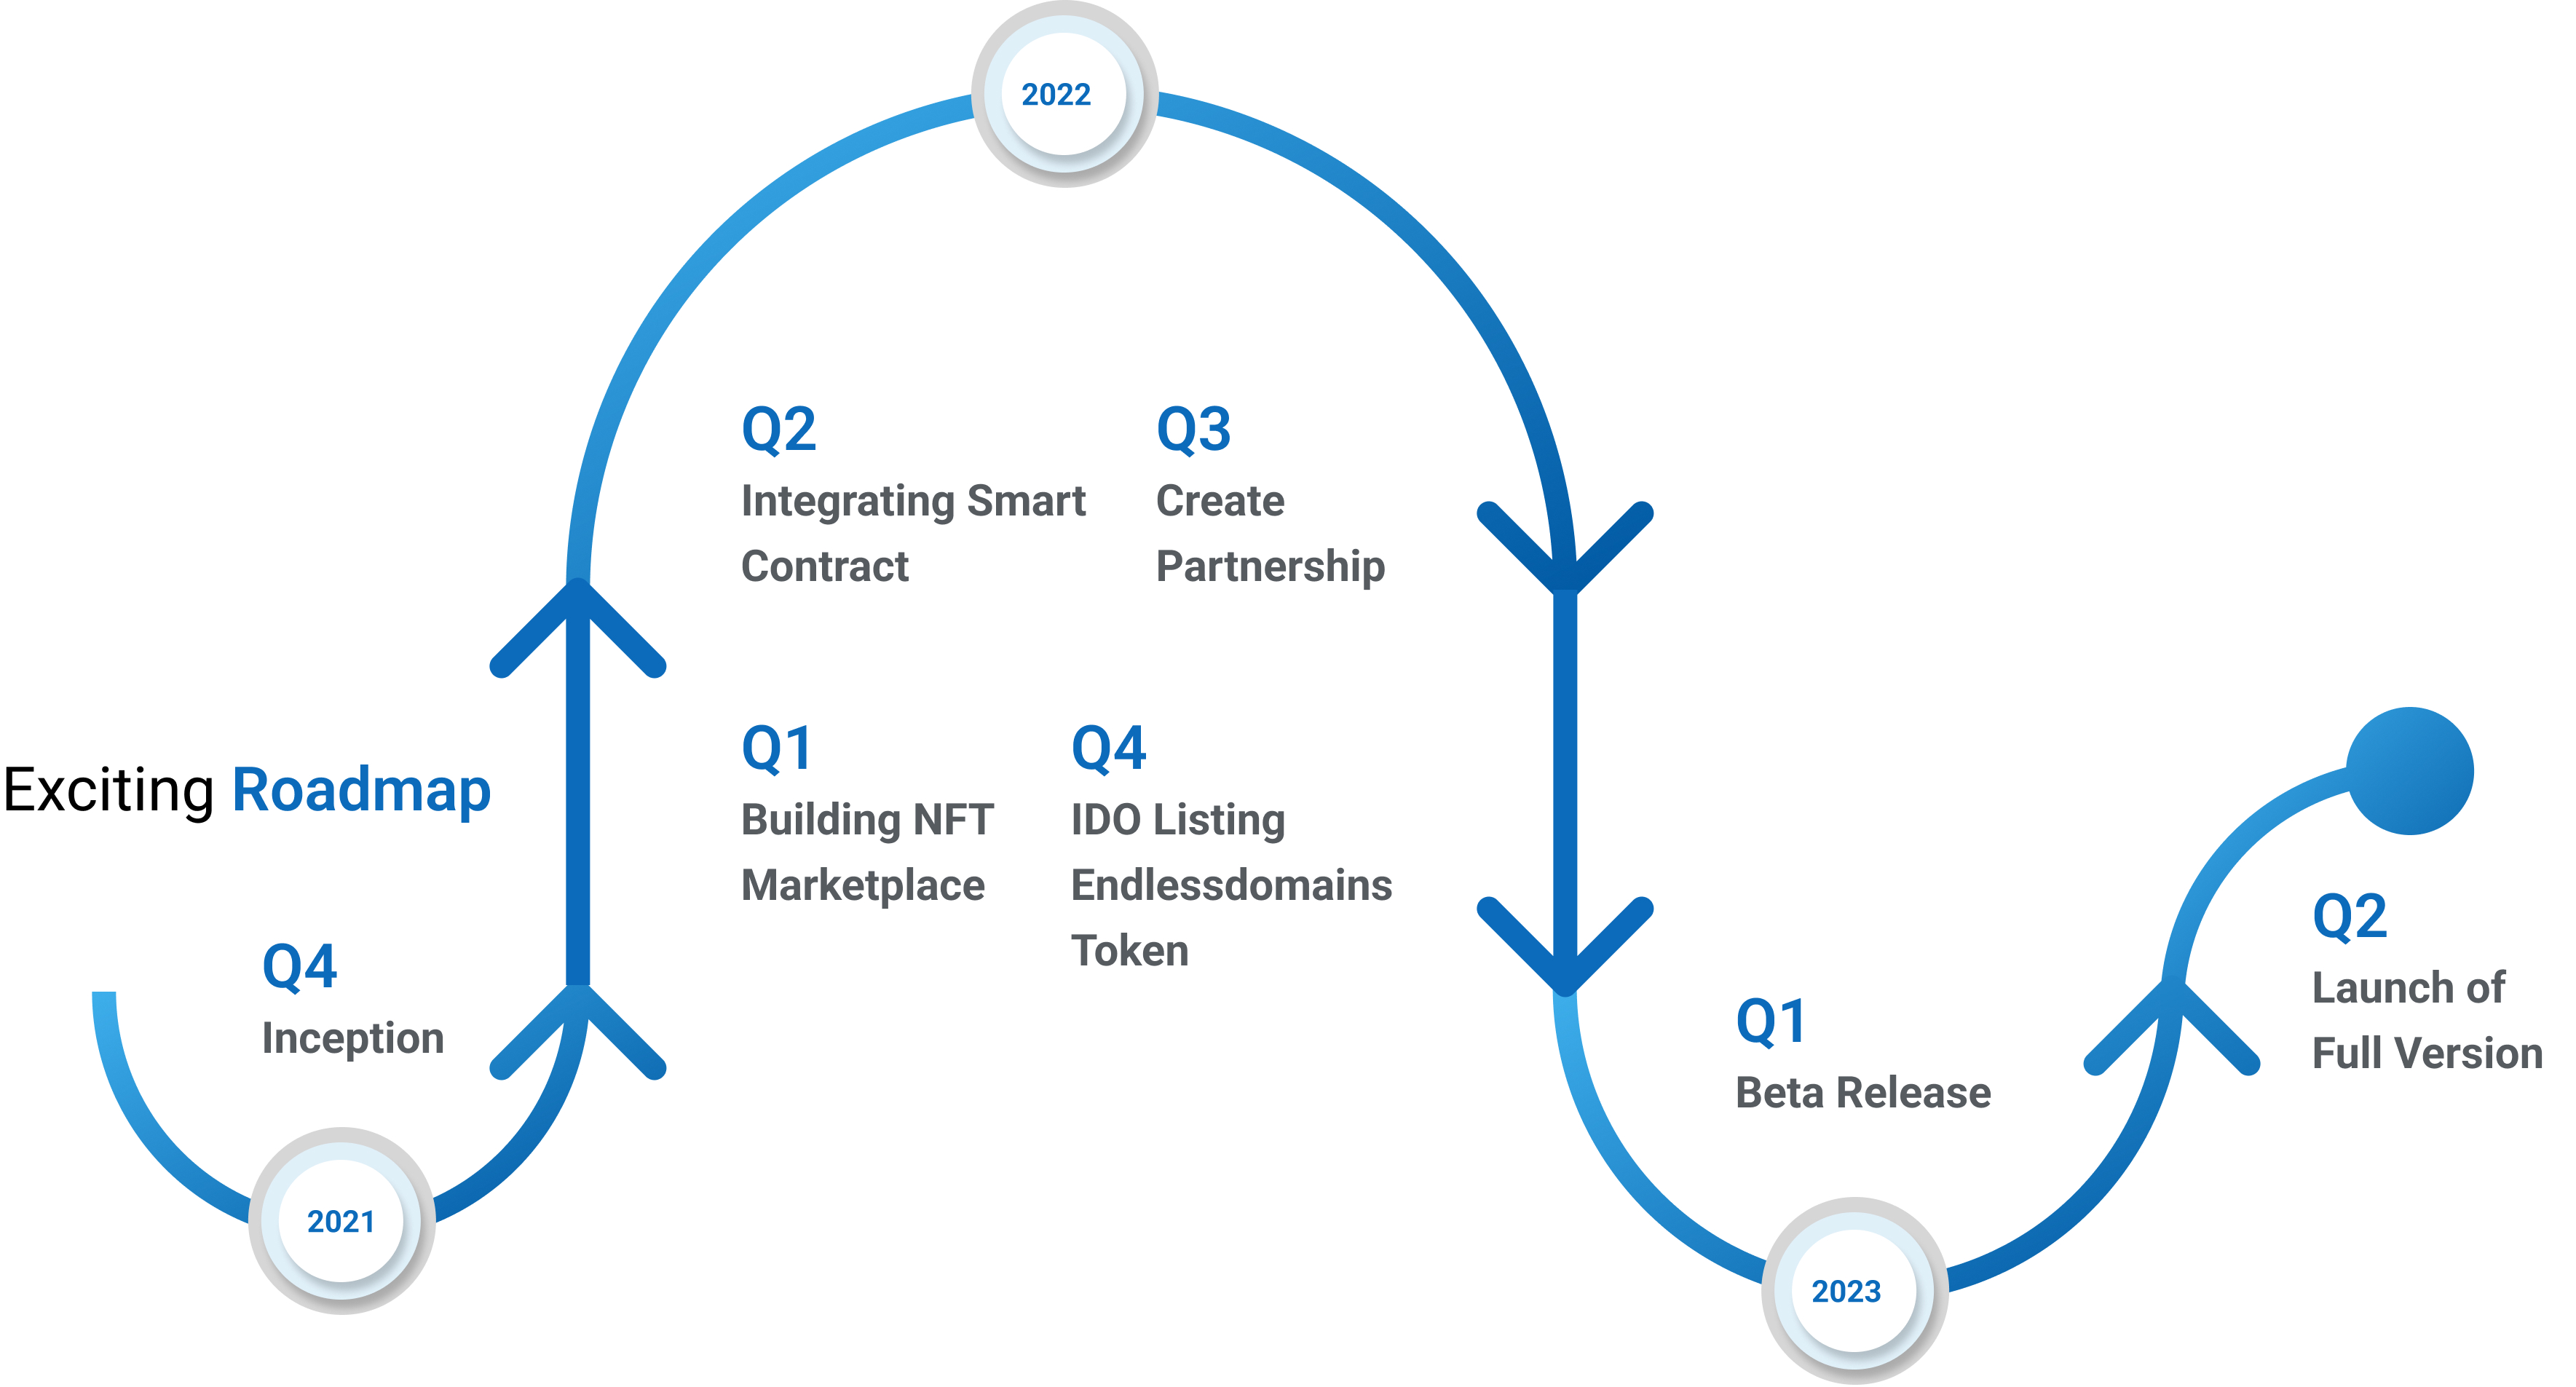 Exciting Roadmap
Q4
Inception
2021
Q1
Building NFT
Marketplace
Q2
Integrating Smart
Contract
2022
Q3
Create
Partnership
Q4
IDO Listing
Endlessdomains
Token
Q1
Beta Release
2023
Q2
Launch of
Full Version